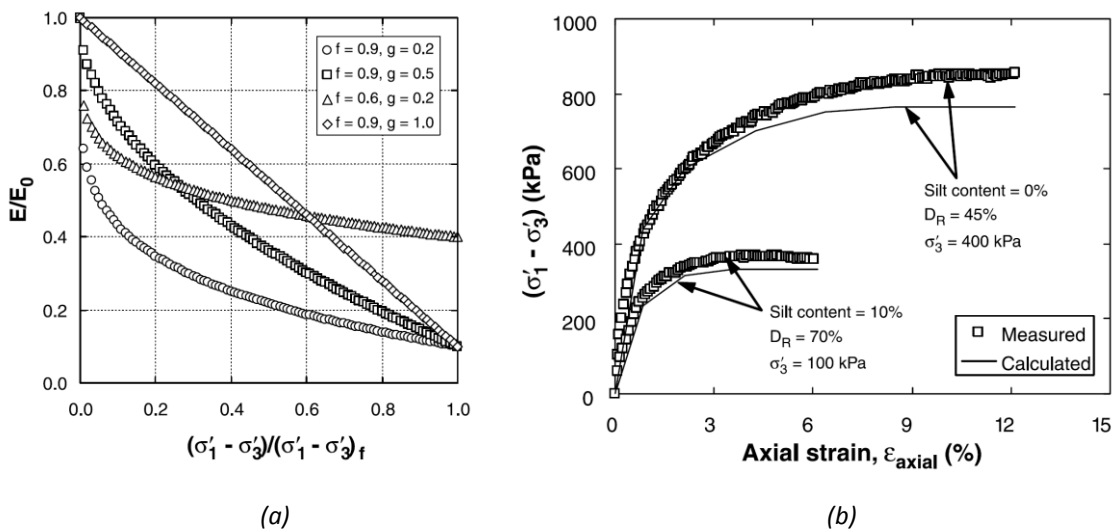 (a)
1.0
0.8
0.6
0.4
0.2
0.0
E/E₀
f = 0.9, g = 0.2
f = 0.9, g = 0.5
f = 0.6, g = 0.2
f = 0.9, g = 1.0
0.0 0.2 0.4 0.6 0.8 1.0
(σ'₁ - σ'₃)/(σ'₁ - σ'₃)f
(a)
(b)
1000
800
600
400
200
0
(σ'₁ - σ'₃) (kPa)
Silt content = 0%
D_R = 45%
σ'₃ = 400 kPa
Silt content = 10%
D_R = 70%
σ'₃ = 100 kPa
Measured
Calculated
0 3 6 9 12 15
Axial strain, ε_axial (%)
(b)